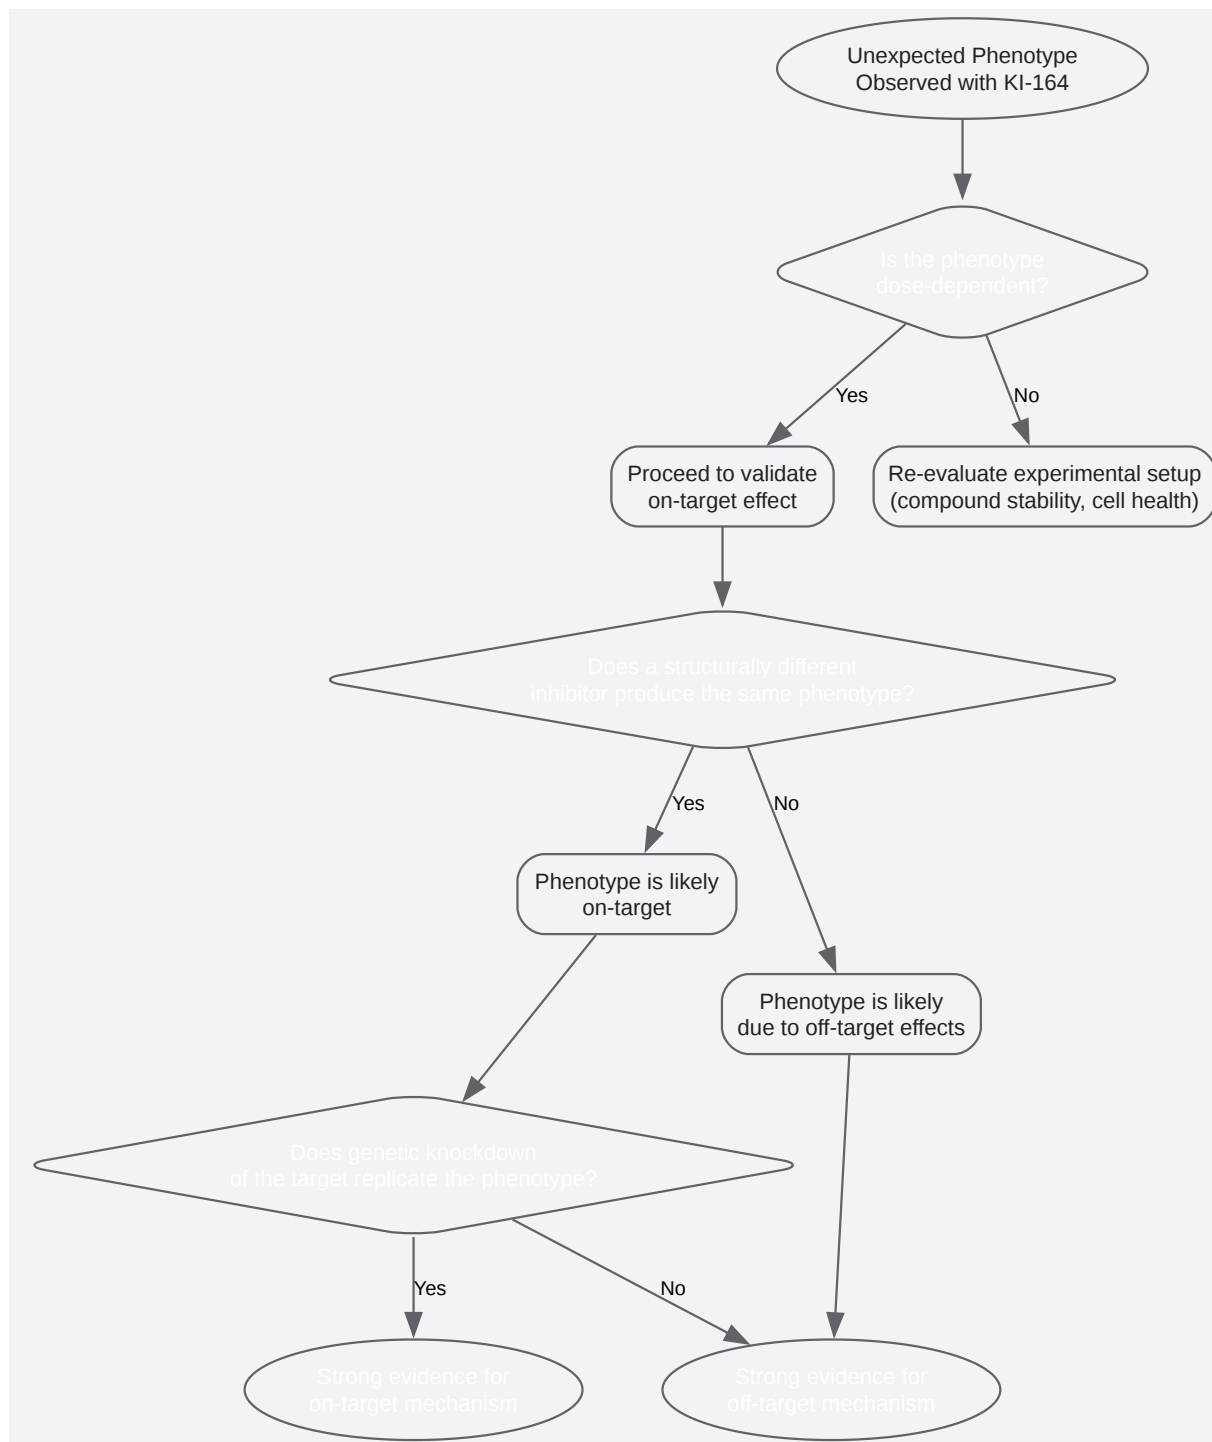 Unexpected Phenotype
Observed with KI-164
Is the phenotype
dose-dependent?
Yes
No
Proceed to validate
on-target effect
Re-evaluate experimental setup
(compound stability, cell health)
Does a structurally different
inhibitor produce the same phenotype?
Yes
No
Phenotype is likely
on-target
Phenotype is likely
due to off-target effects
Does genetic knockdown
of the target replicate the phenotype?
Yes
No
Strong evidence for
on-target mechanism
Strong evidence for
off-target mechanism